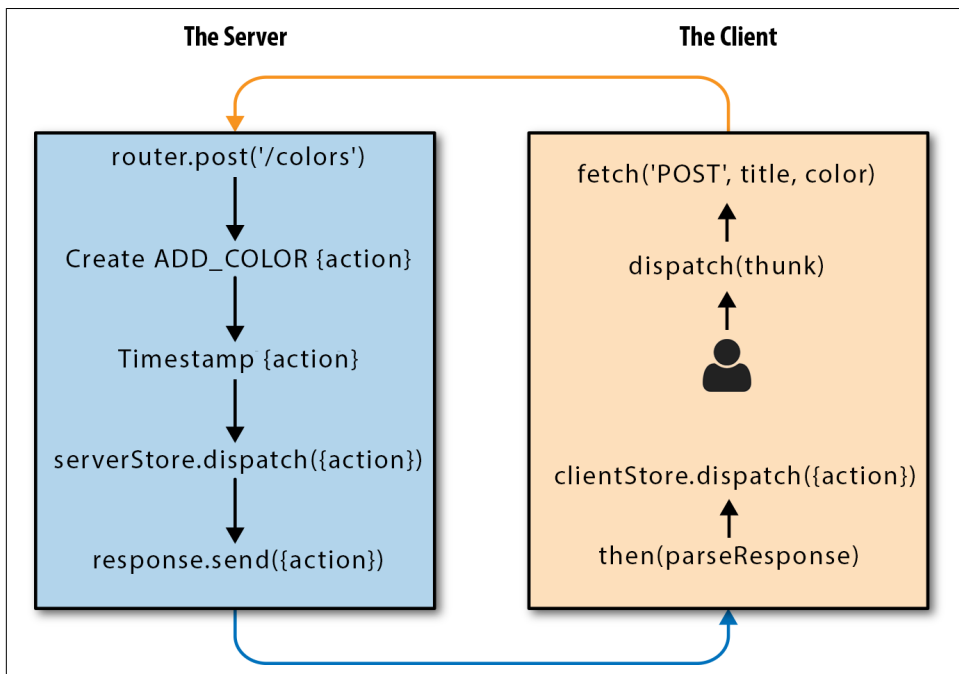 The Server
The Client
router.post('/colors')
Create ADD_COLOR {action}
Timestamp {action}
serverStore.dispatch({action})
response.send({action})
fetch('POST', title, color)
dispatch(thunk)
clientStore.dispatch({action})
then(parseResponse)